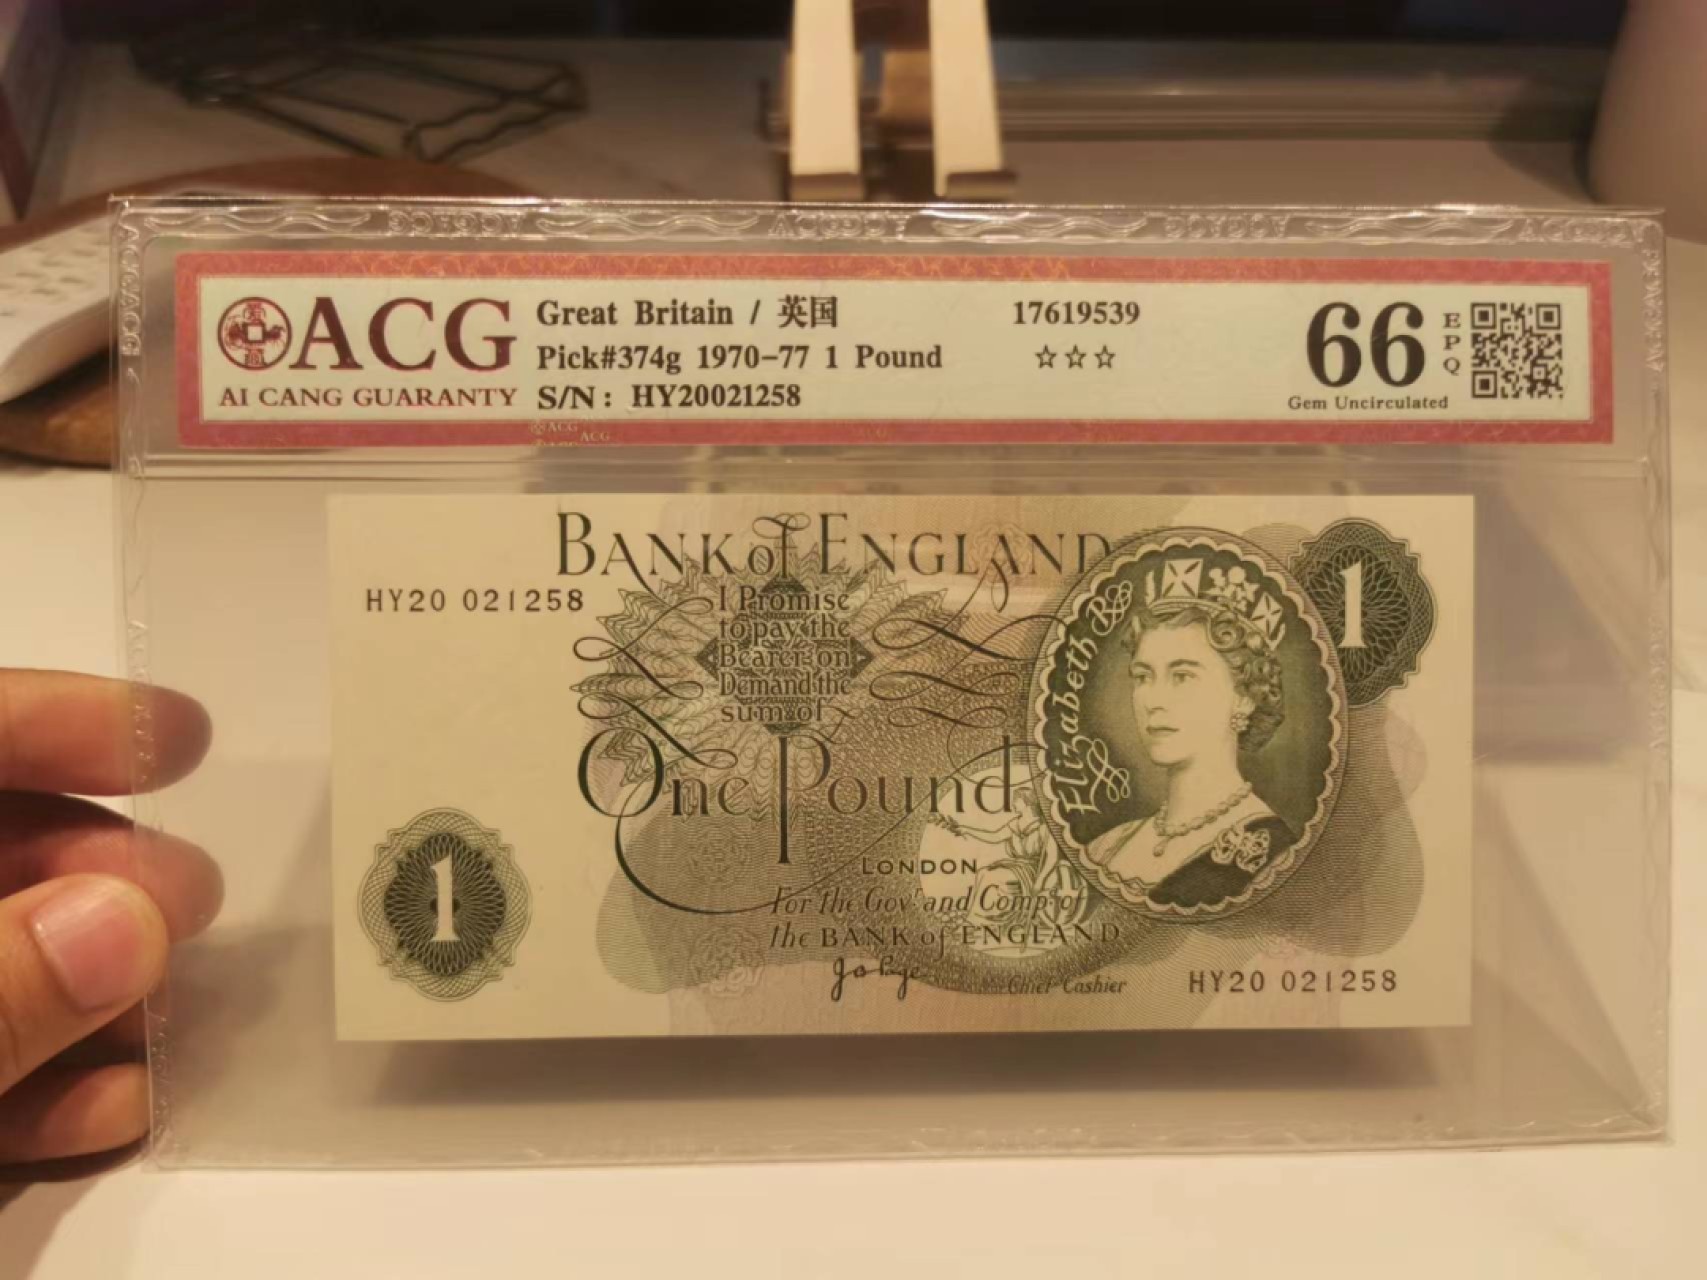 ACG
AI CANG GUARANTY
Great Britain / 英国
Pick#374g 1970-77 1 Pound
S/N: HY20021258
17619539
☆☆☆
66
EPQ
Gem Uncirculated
ACG
ACG
BANK of ENGLAND
HY20 021258
I Promise
to pay the
Bearer on
Demand the
sum of
One Pound
LONDON
For the Govr and Compa of
the BANK of ENGLAND
Chief Cashier
HY20 021258
Elizabeth R
1
1